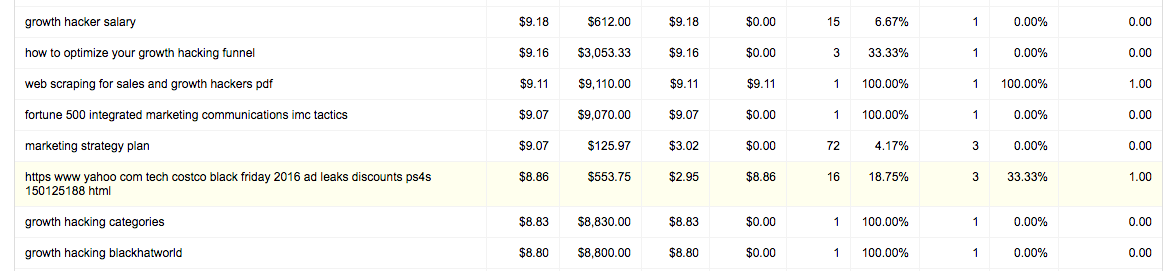 growth hacker salary $9.18 $612.00 $9.18 $0.00 15 6.67% 1 0.00% 0.00
how to optimize your growth hacking funnel $9.16 $3,053.33 $9.16 $0.00 3 33.33% 1 0.00% 0.00
web scraping for sales and growth hackers pdf $9.11 $9,110.00 $9.11 $9.11 1 100.00% 1 100.00% 1.00
fortune 500 integrated marketing communications imc tactics $9.07 $9,070.00 $9.07 $0.00 1 100.00% 1 0.00% 0.00
marketing strategy plan $9.07 $125.97 $3.02 $0.00 72 4.17% 3 0.00% 0.00
https www yahoo com tech costco black friday 2016 ad leaks discounts ps4s $8.86 $553.75 $2.95 $8.86 16 18.75% 3 33.33% 1.00
150125188 html
growth hacking categories $8.83 $8,830.00 $8.83 $0.00 1 100.00% 1 0.00% 0.00
growth hacking blackhatworld $8.80 $8,800.00 $8.80 $0.00 1 100.00% 1 0.00% 0.00